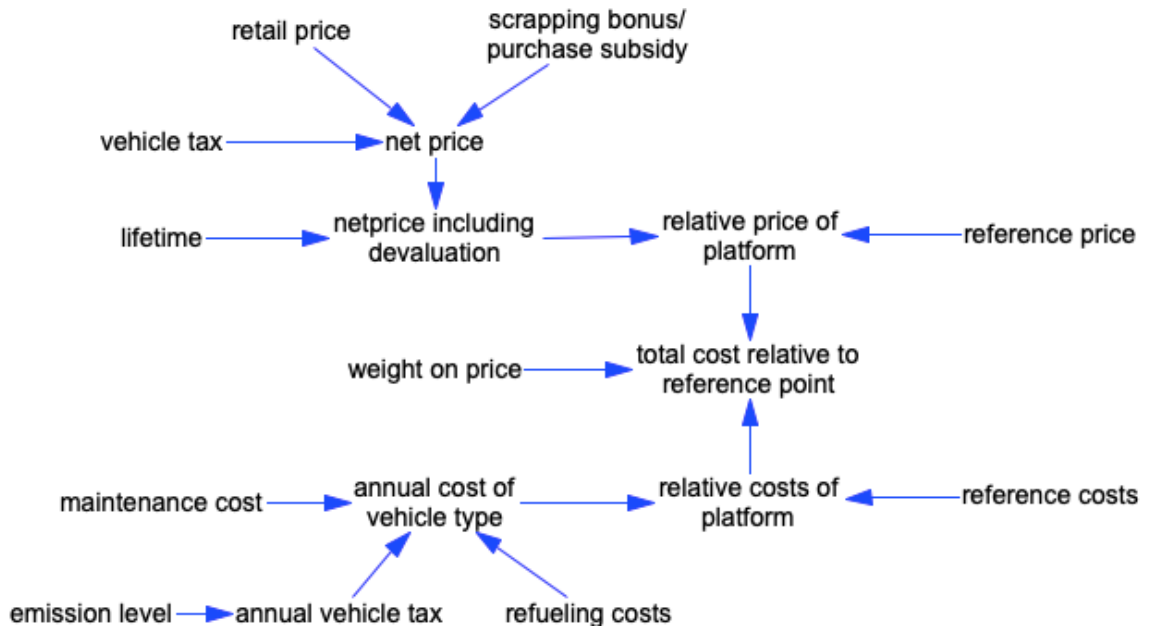 retail price
scrapping bonus/
purchase subsidy
vehicle tax
net price
lifetime
netprice including
devaluation
relative price of
platform
reference price
weight on price
total cost relative to
reference point
maintenance cost
annual cost of
vehicle type
relative costs of
platform
reference costs
emission level
annual vehicle tax
refueling costs